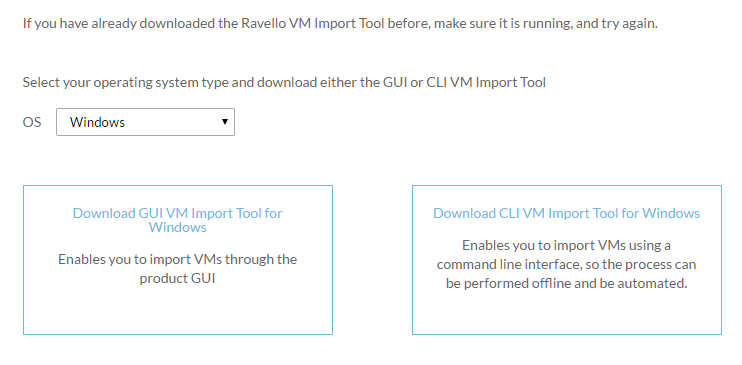 If you have already downloaded the Ravello VM Import Tool before, make sure it is running, and try again.
Select your operating system type and download either the GUI or CLI VM Import Tool
OS Windows
Download GUI VM Import Tool for
Windows
Enables you to import VMs through the
product GUI
Download CLI VM Import Tool for Windows
Enables you to import VMs using a
command line interface, so the process can
be performed offline and be automated.